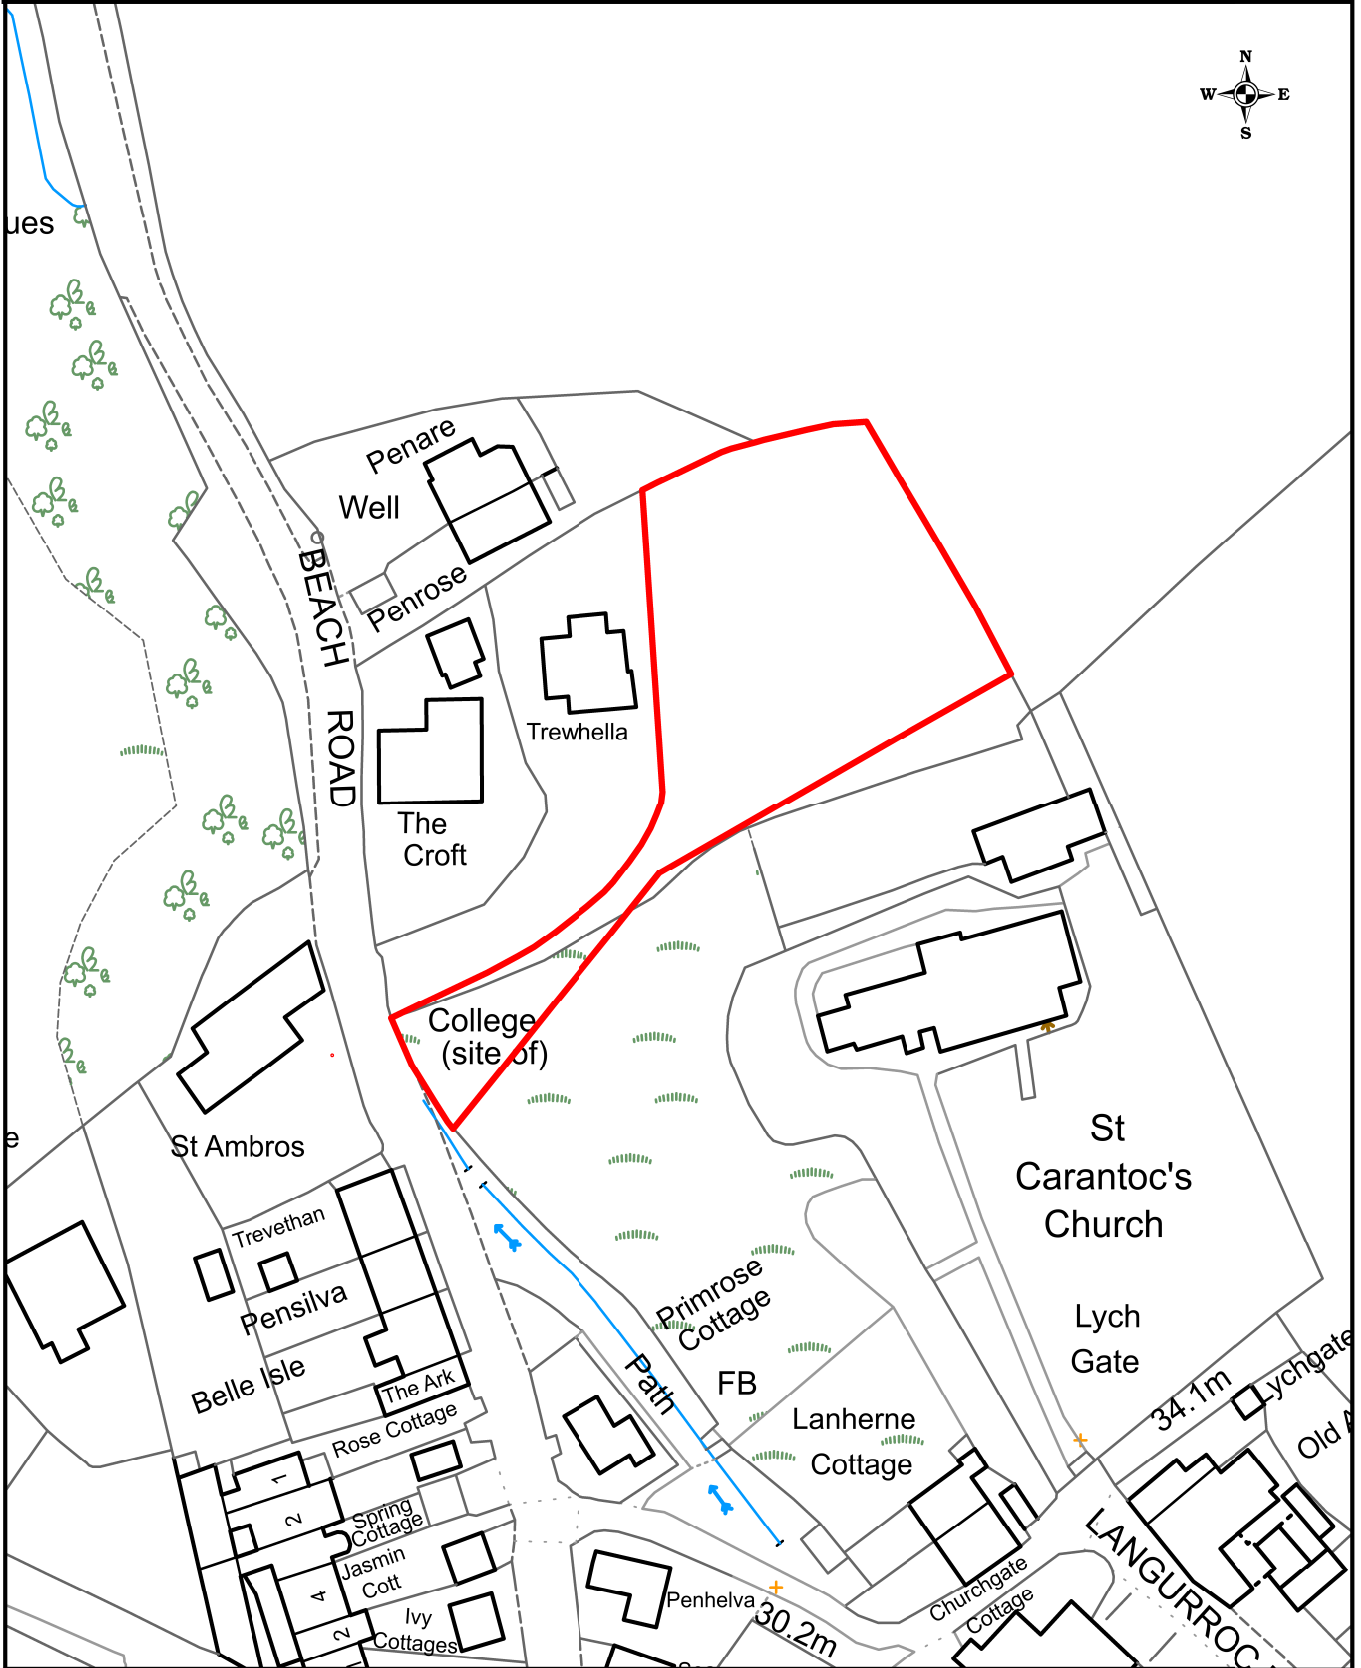 N
W E
S
ues
Penare
Well
BEACH ROAD
Penrose
Trewhella
The
Croft
College
(site of)
St Ambros
e
St
Carantoc's
Church
Trevethan
Pensilva
Primrose
Cottage
Lych
Gate
Belle Isle
The Ark
Path
FB
34.1m
Lychgate
Rose Cottage
Lanherne
Cottage
Old A
1
2
Spring
Cottage
Jasmin
Cott
4
Ivy
Cottages
2
1
Penhelva
30.2m
Churchgate
Cottage
LANGURROC